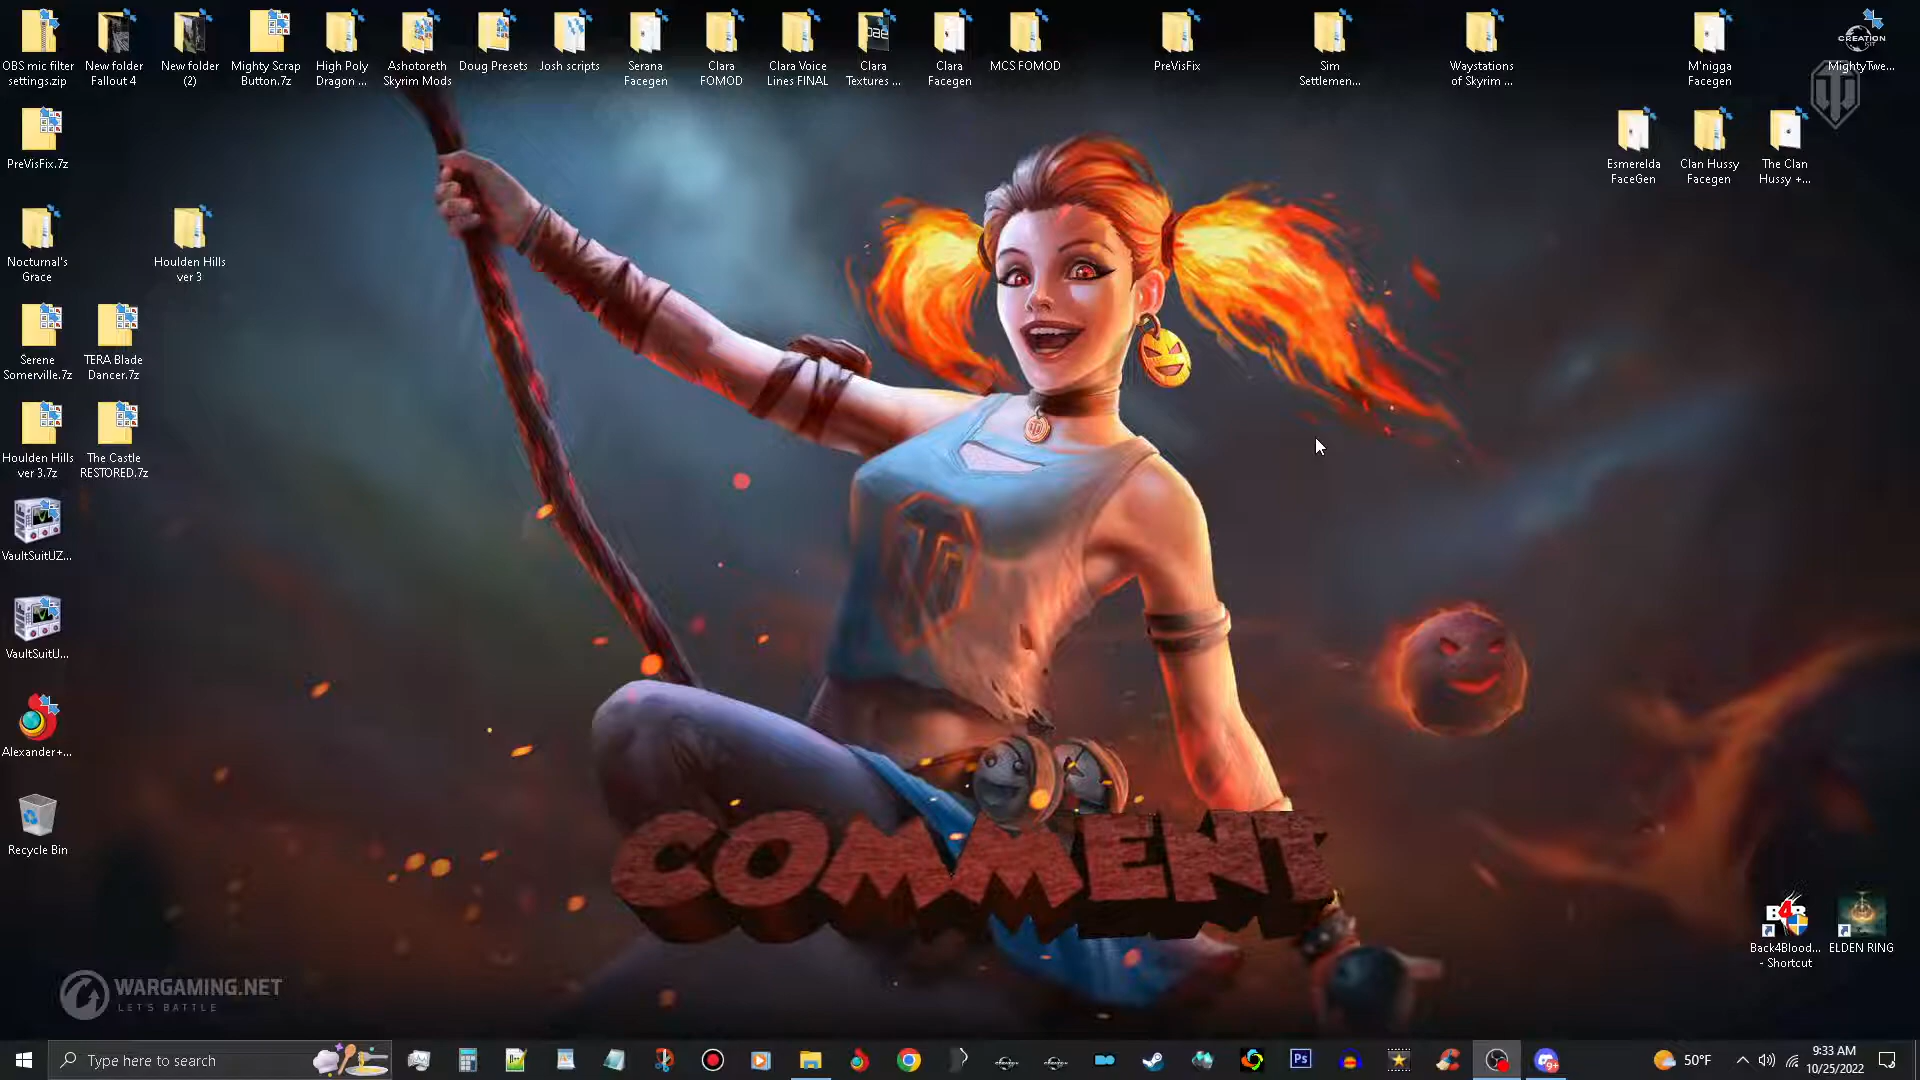 OBS mic filter
settings.zip
New folder
Fallout 4
New folder
(2)
Mighty Scrap
Button.7z
High Poly
Dragon ...
Ashotoreth
Skyrim Mods
Doug Presets
Josh scripts
Serana
Facegen
Clara
FOMOD
Clara Voice
Lines FINAL
Clara
Textures ...
Clara
Facegen
MCS FOMOD
PreVisFix
Sim
Settlemen...
Waystations
of Skyrim ...
M'nigga
Facegen
CREATION
KIT
MightyTwe...
PreVisFix.7z
Esmerelda
FaceGen
Clan Hussy
Facegen
The Clan
Hussy +...
Nocturnal's
Grace
Houlden Hills
ver 3
Serene
Somerville.7z
TERA Blade
Dancer.7z
Houlden Hills
ver 3.7z
The Castle
RESTORED.7z
VaultSuitUZ...
VaultSuitU...
Alexander+...
Recycle Bin
COMMENT
B4B
Back4Blood...
- Shortcut
ELDEN RING
WARGAMING.NET
LET'S BATTLE
Type here to search
Ps
9+
50°F
9:33 AM
10/25/2022